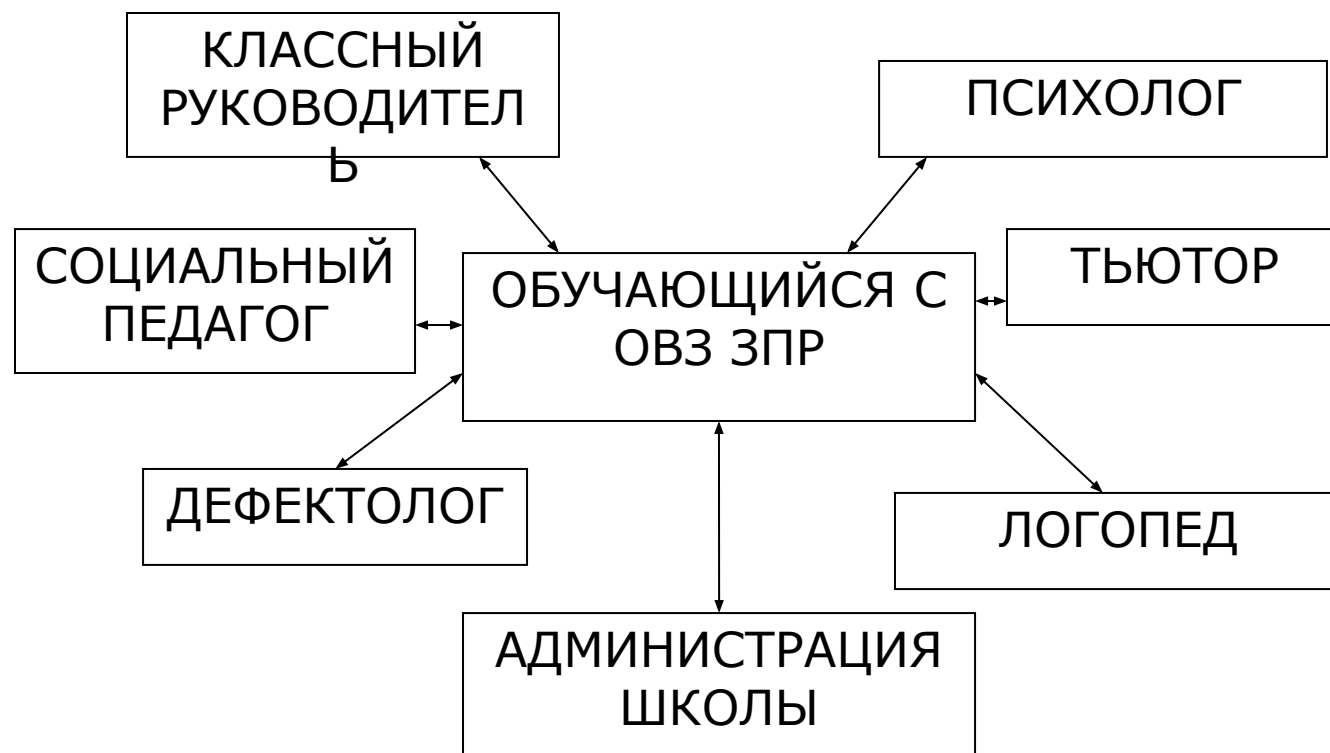 КЛАССНЫЙ
РУКОВОДИТЕЛ
Ь
ПСИХОЛОГ
СОЦИАЛЬНЫЙ
ПЕДАГОГ
ОБУЧАЮЩИЙСЯ С
ОВЗ ЗПР
ТЬЮТОР
ДЕФЕКТОЛОГ
ЛОГОПЕД
АДМИНИСТРАЦИЯ
ШКОЛЫ